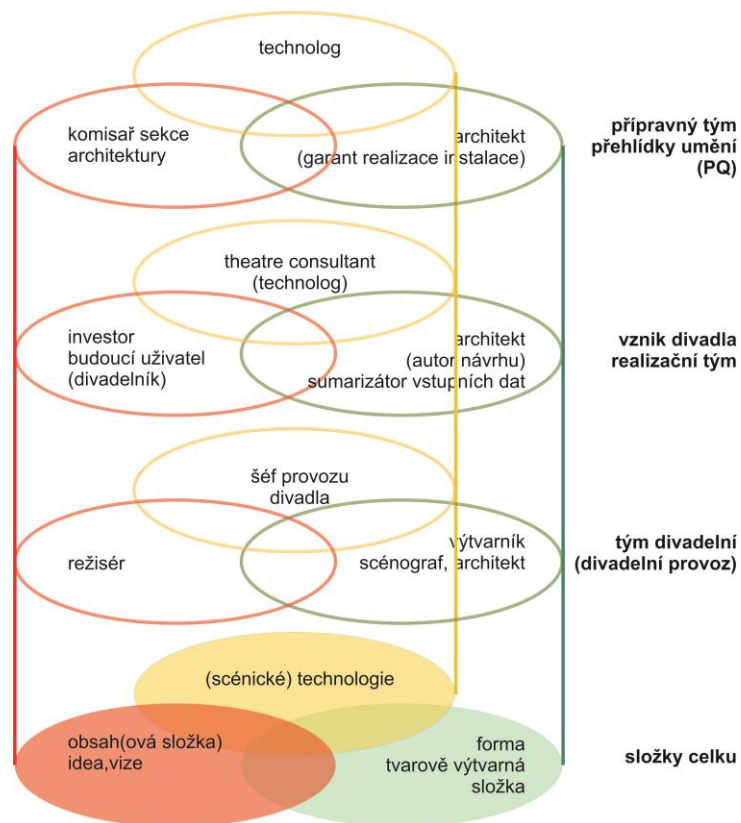 technolog
komisař sekce
architektury
architekt
(garant realizace instalace)
přípravný tým
přehlídky umění
(PQ)
theatre consultant
(technolog)
investor
budoucí uživatel
(divadelník)
architekt
(autor návrhu)
sumarizátor vstupních dat
vznik divadla
realizační tým
šéf provozu
divadla
režisér
výtvarník
scénograf, architekt
tým divadelní
(divadelní provoz)
(scénické) technologie
obsah(ová složka)
idea,vize
forma
tvarově výtvarná
složka
složky celku